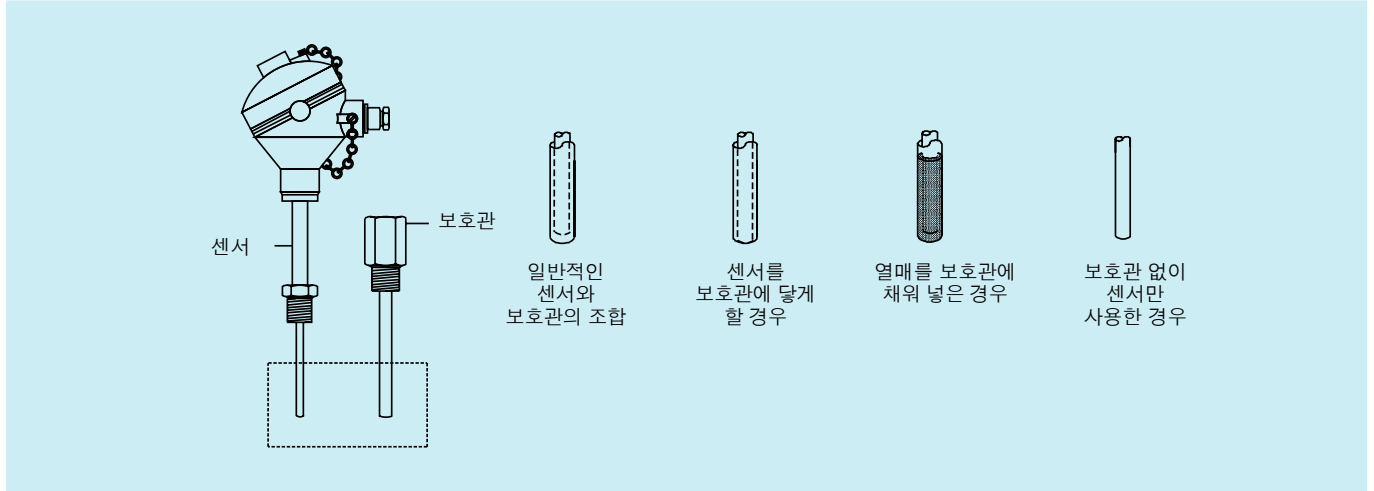 센서
보호관
일반적인
센서와
보호관의 조합
센서를
보호관에 닿게
할 경우
열매를 보호관에
채워 넣은 경우
보호관 없이
센서만
사용한 경우